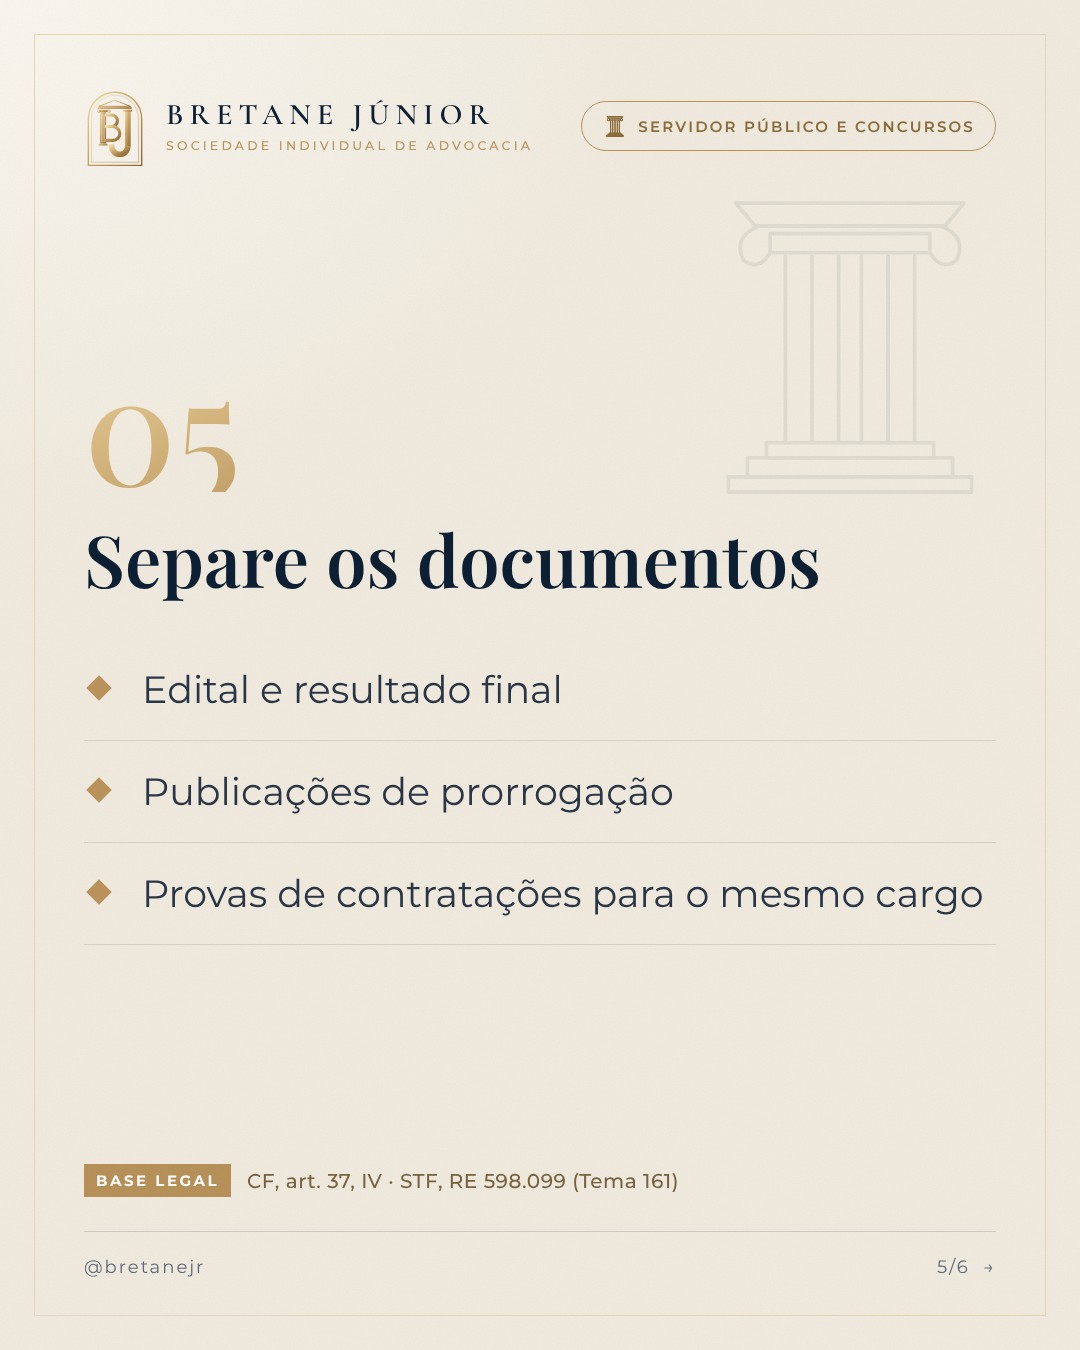 BJ
BRETANE JÚNIOR
SOCIEDADE INDIVIDUAL DE ADVOCACIA
SERVIDOR PÚBLICO E CONCURSOS
05
Separe os documentos
Edital e resultado final
Publicações de prorrogação
Provas de contratações para o mesmo cargo
BASE LEGAL CF, art. 37, IV · STF, RE 598.099 (Tema 161)
@bretanejr
5/6 →